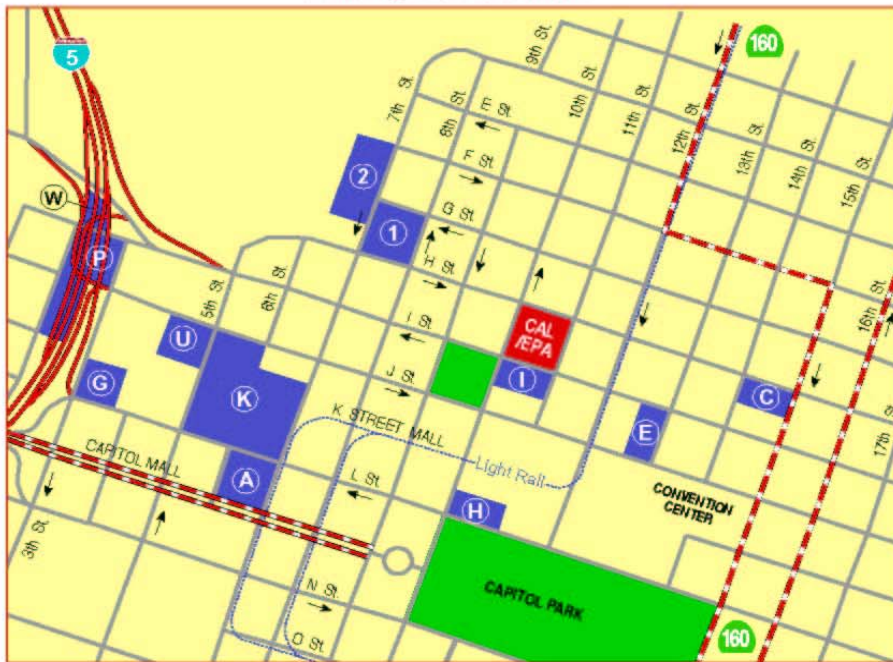 5
160
9th St.
7th St.
8th St.
E St.
10th St.
11th St.
12th St.
13th St.
14th St.
15th St.
F St.
2
W
1
G St.
P
H St.
5th St.
6th St.
I St.
CAL
/EPA
16th St.
U
J St.
I
G
K
C
K STREET MALL
E
17th St
CAPITOL MALL
Light Rail
A
L St.
CONVENTION
CENTER
H
3th St.
N St.
CAPITOL PARK
O St.
160